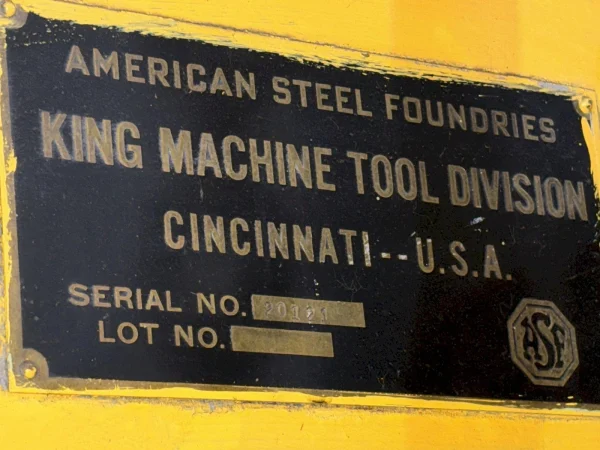 AMERICAN STEEL FOUNDRIES
KING MACHINE TOOL DIVISION
CINCINNATI--U.S.A.
SERIAL NO.
LOT NO.
ASF